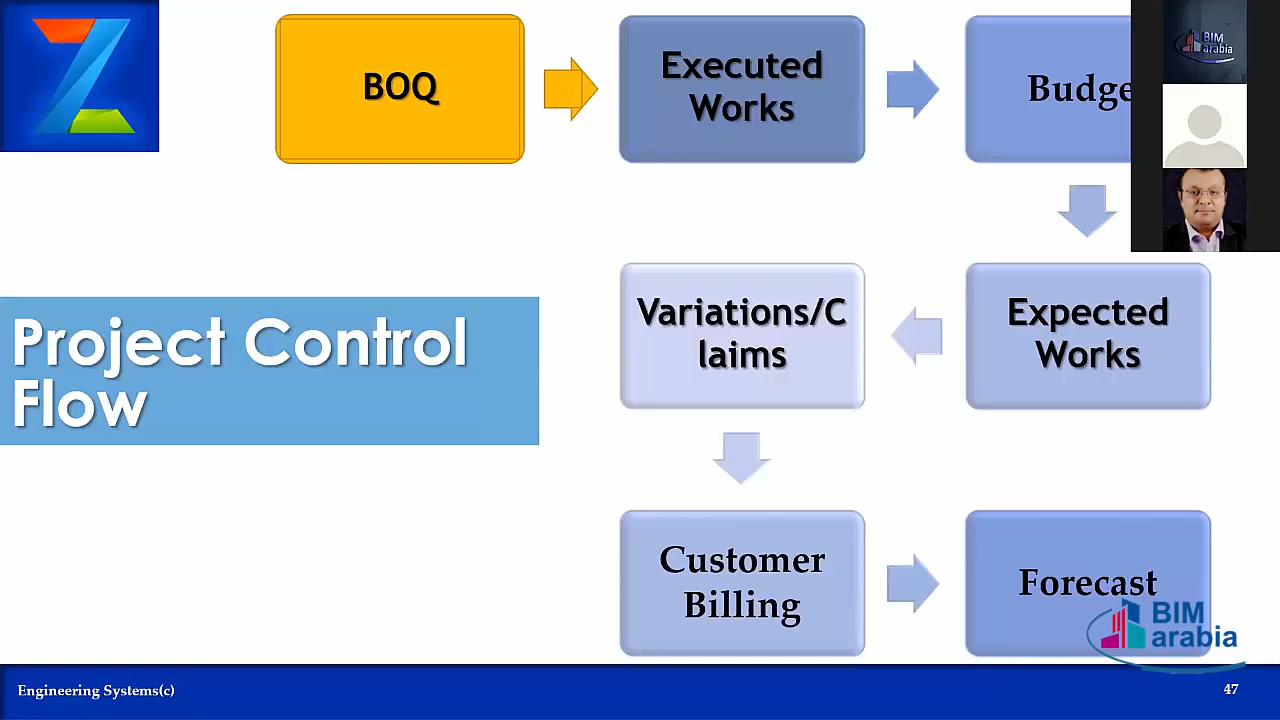 BOQ
Executed
Works
Budge
BIM
arabia
Project Control
Flow
Variations/C
laims
Expected
Works
Customer
Billing
Forecast
BIM
arabia
Engineering Systems(c)
47